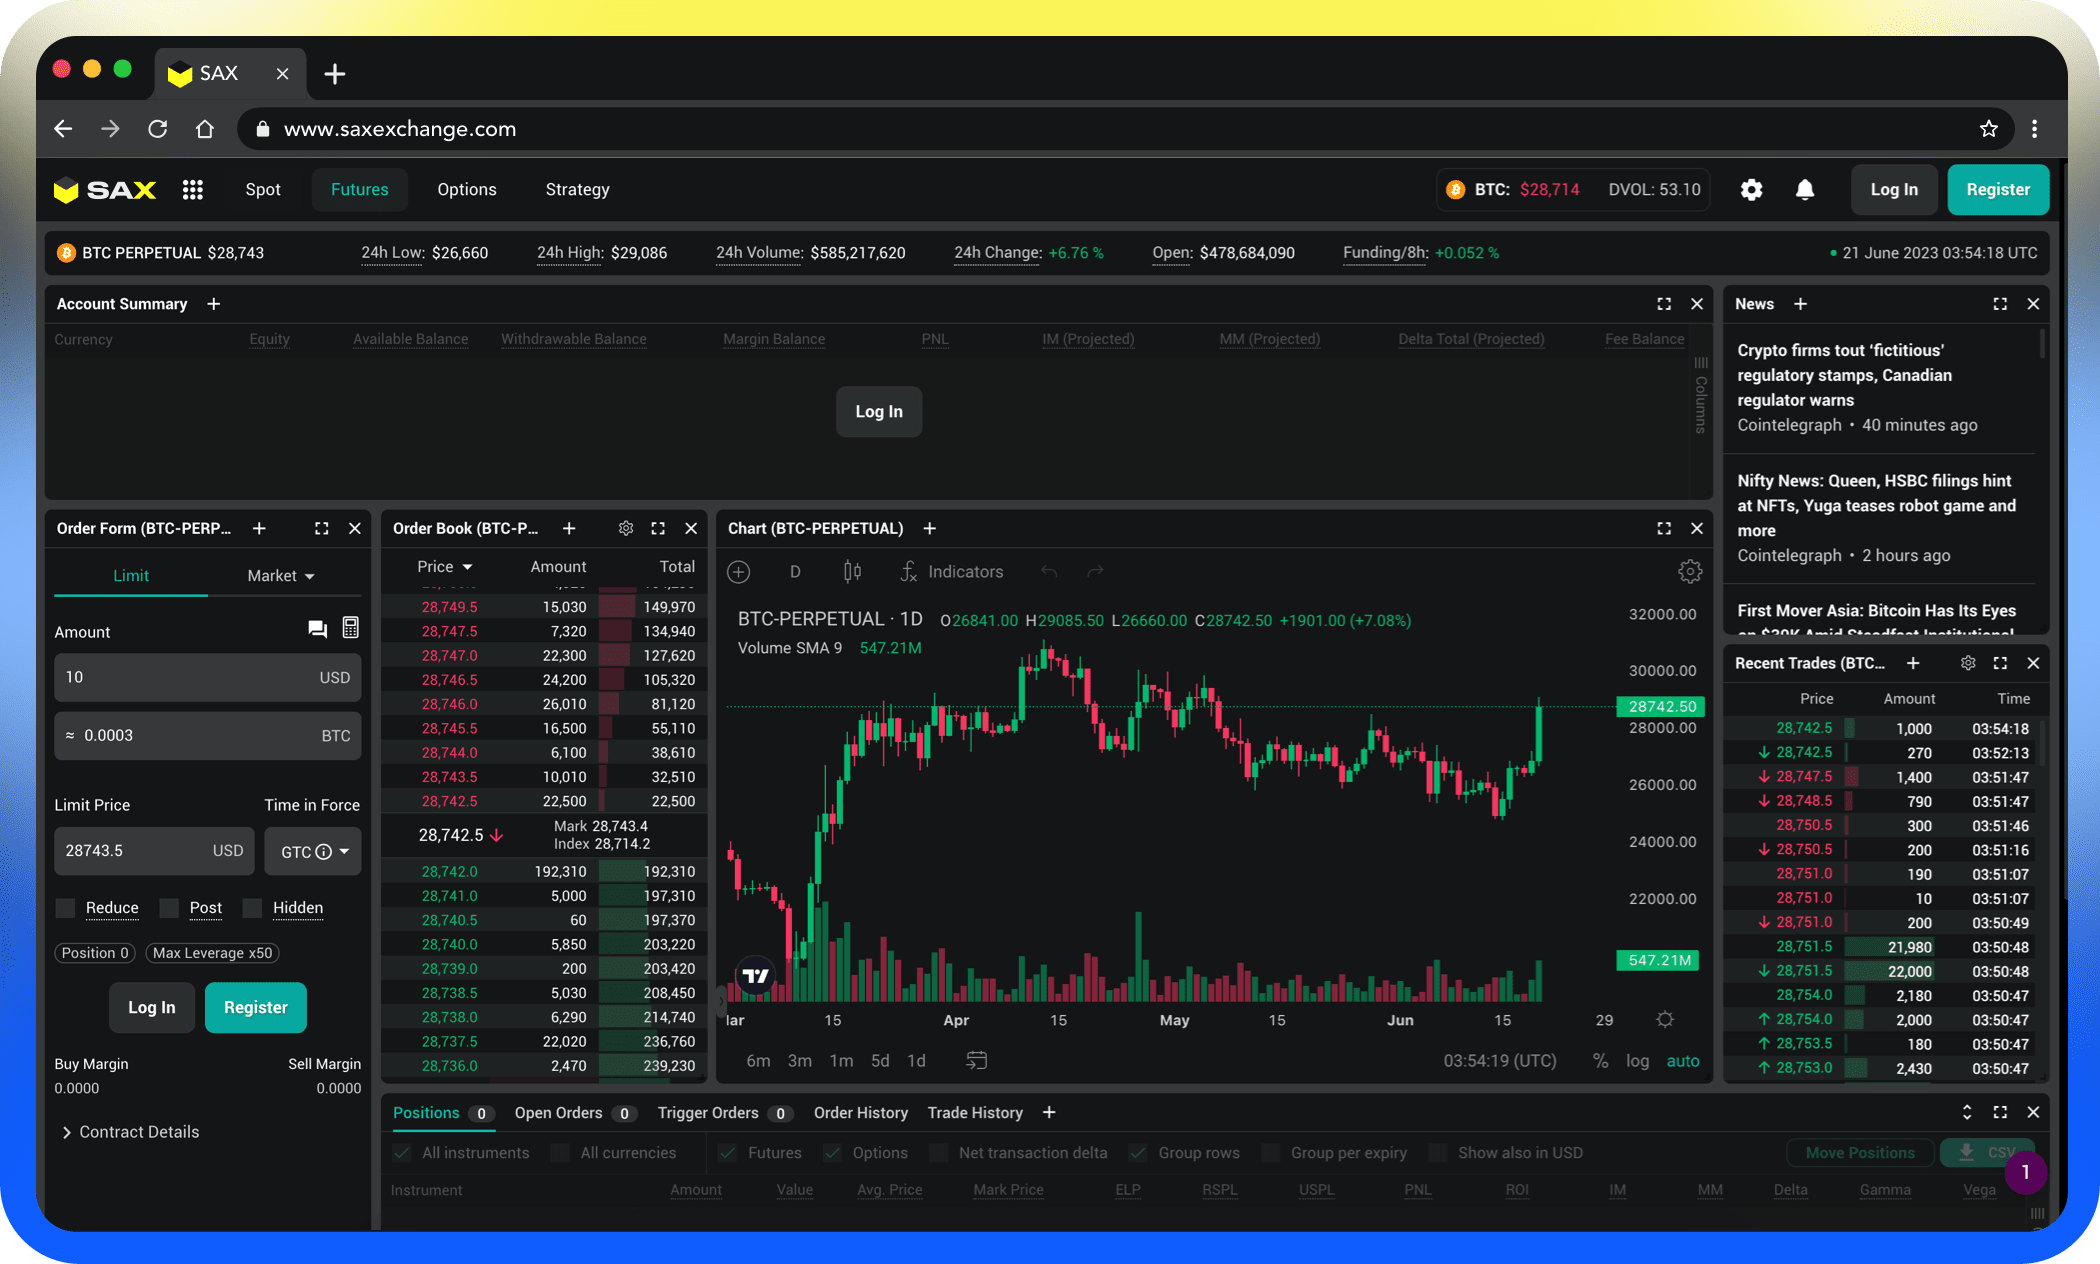 SAX
www.saxexchange.com
SAX Spot Futures Options Strategy BTC: $28,714 DVOL: 53.10 Log In Register
BTC PERPETUAL $28,743 24h Low: $26,660 24h High: $29,086 24h Volume: $585,217,620 24h Change: +6.76 % Open: $478,684,090 Funding/8h: +0.052 % 21 June 2023 03:54:18 UTC
Account Summary
Currency Equity Available Balance Withdrawable Balance Margin Balance PNL IM (Projected) MM (Projected) Delta Total (Projected) Fee Balance
Columns
Log In
News
Crypto firms tout ‘fictitious’
regulatory stamps, Canadian
regulator warns
Cointelegraph • 40 minutes ago
Nifty News: Queen, HSBC filings hint
at NFTs, Yuga teases robot game and
more
Cointelegraph • 2 hours ago
First Mover Asia: Bitcoin Has Its Eyes
on $30K Amid Steadfast Institutional
Order Form (BTC-PERP...
Limit Market
Amount
10 USD
≈ 0.0003 BTC
Limit Price Time in Force
28743.5 USD GTC
Reduce Post Hidden
Position 0 Max Leverage x50
Log In Register
Buy Margin Sell Margin
0.0000 0.0000
Contract Details
Order Book (BTC-P...
Price Amount Total
28,749.5 15,030 149,970
28,747.5 7,320 134,940
28,747.0 22,300 127,620
28,746.5 24,200 105,320
28,746.0 26,010 81,120
28,745.5 16,500 55,110
28,744.0 6,100 38,610
28,743.5 10,010 32,510
28,742.5 22,500 22,500
28,742.5 Mark 28,743.4
Index 28,714.2
28,742.0 192,310 192,310
28,741.0 5,000 197,310
28,740.5 60 197,370
28,740.0 5,850 203,220
28,739.0 200 203,420
28,738.5 5,030 208,450
28,738.0 6,290 214,740
28,737.5 22,020 236,760
28,736.0 2,470 239,230
Chart (BTC-PERPETUAL)
D Indicators
BTC-PERPETUAL · 1D O26841.00 H29085.50 L26660.00 C28742.50 +1901.00 (+7.08%)
Volume SMA 9 547.21M
32000.00
30000.00
28742.50
28000.00
26000.00
24000.00
22000.00
547.21M
15 Apr 15 May 15 Jun 15 29
6m 3m 1m 5d 1d 03:54:19 (UTC) % log auto
Recent Trades (BTC...
Price Amount Time
28,742.5 1,000 03:54:18
28,742.5 270 03:52:13
28,747.5 1,400 03:51:47
28,748.5 790 03:51:47
28,750.5 300 03:51:46
28,750.5 200 03:51:16
28,751.0 190 03:51:07
28,751.0 10 03:51:07
28,751.0 200 03:50:49
28,751.5 21,980 03:50:48
28,751.5 22,000 03:50:48
28,754.0 2,180 03:50:47
28,754.0 2,000 03:50:47
28,753.5 180 03:50:47
28,753.0 2,430 03:50:47
Positions 0 Open Orders 0 Trigger Orders 0 Order History Trade History
All instruments All currencies Futures Options Net transaction delta Group rows Group per expiry Show also in USD Move Positions CSV
1
Instrument Amount Value Avg. Price Mark Price ELP RSPL USPL PNL ROI IM MM Delta Gamma Vega